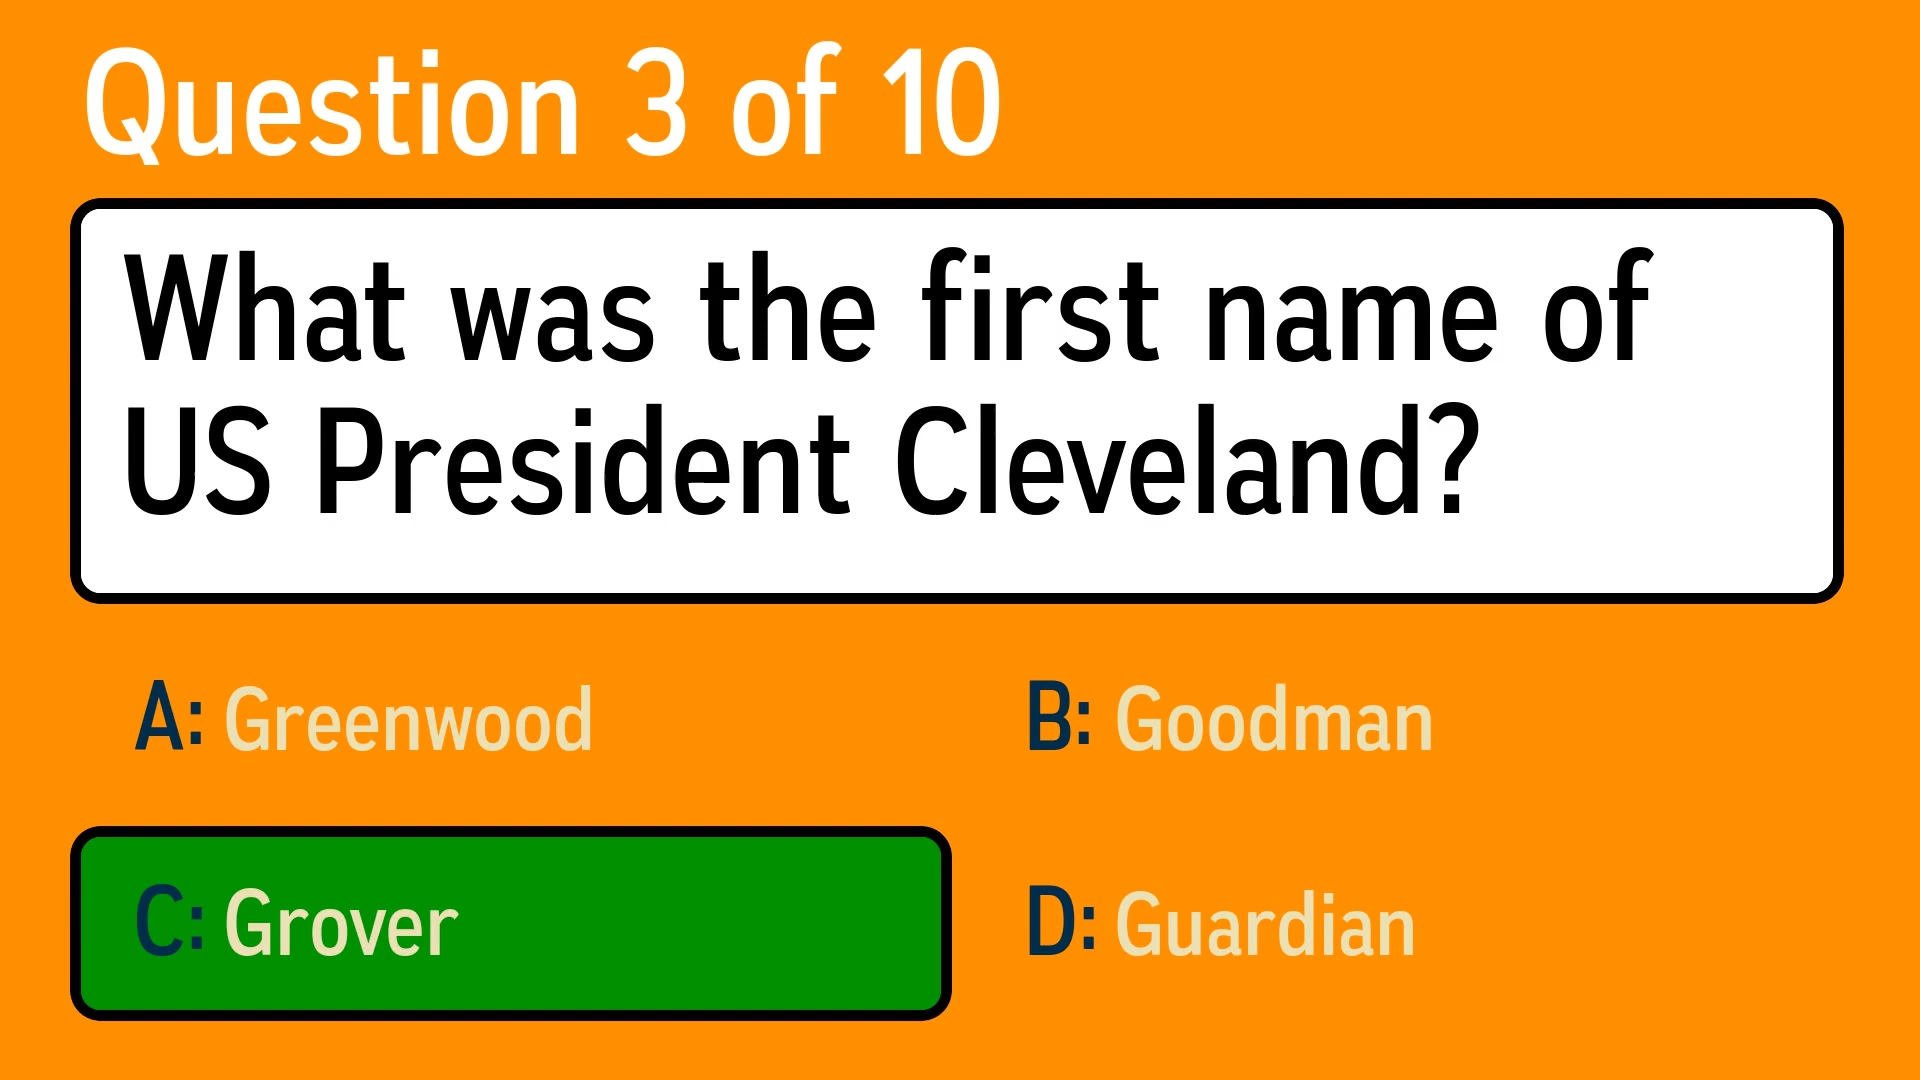 Question 3 of 10
What was the first name of
US President Cleveland?
A: Greenwood
B: Goodman
C: Grover
D: Guardian